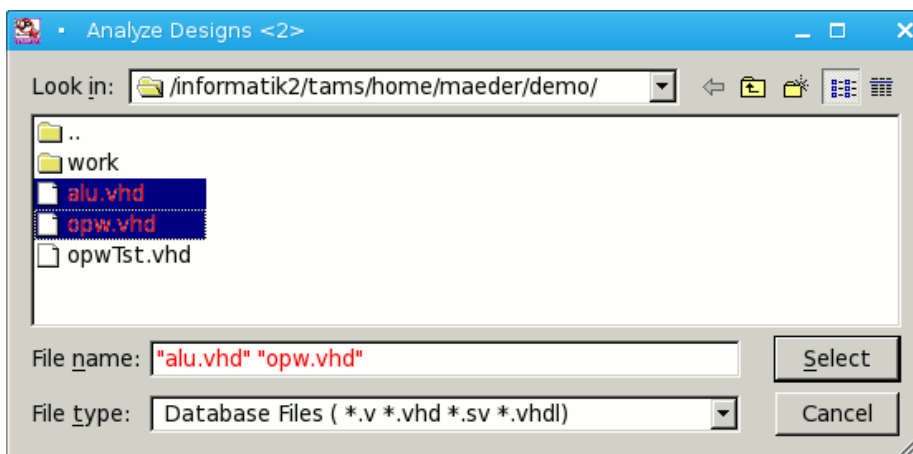 Analyze Designs <2>
Look in: /informatik2/tams/home/maeder/demo/
..
work
alu.vhd
opw.vhd
opwTst.vhd
File name: "alu.vhd" "opw.vhd"
Select
File type: Database Files ( *.v *.vhd *.sv *.vhdl)
Cancel